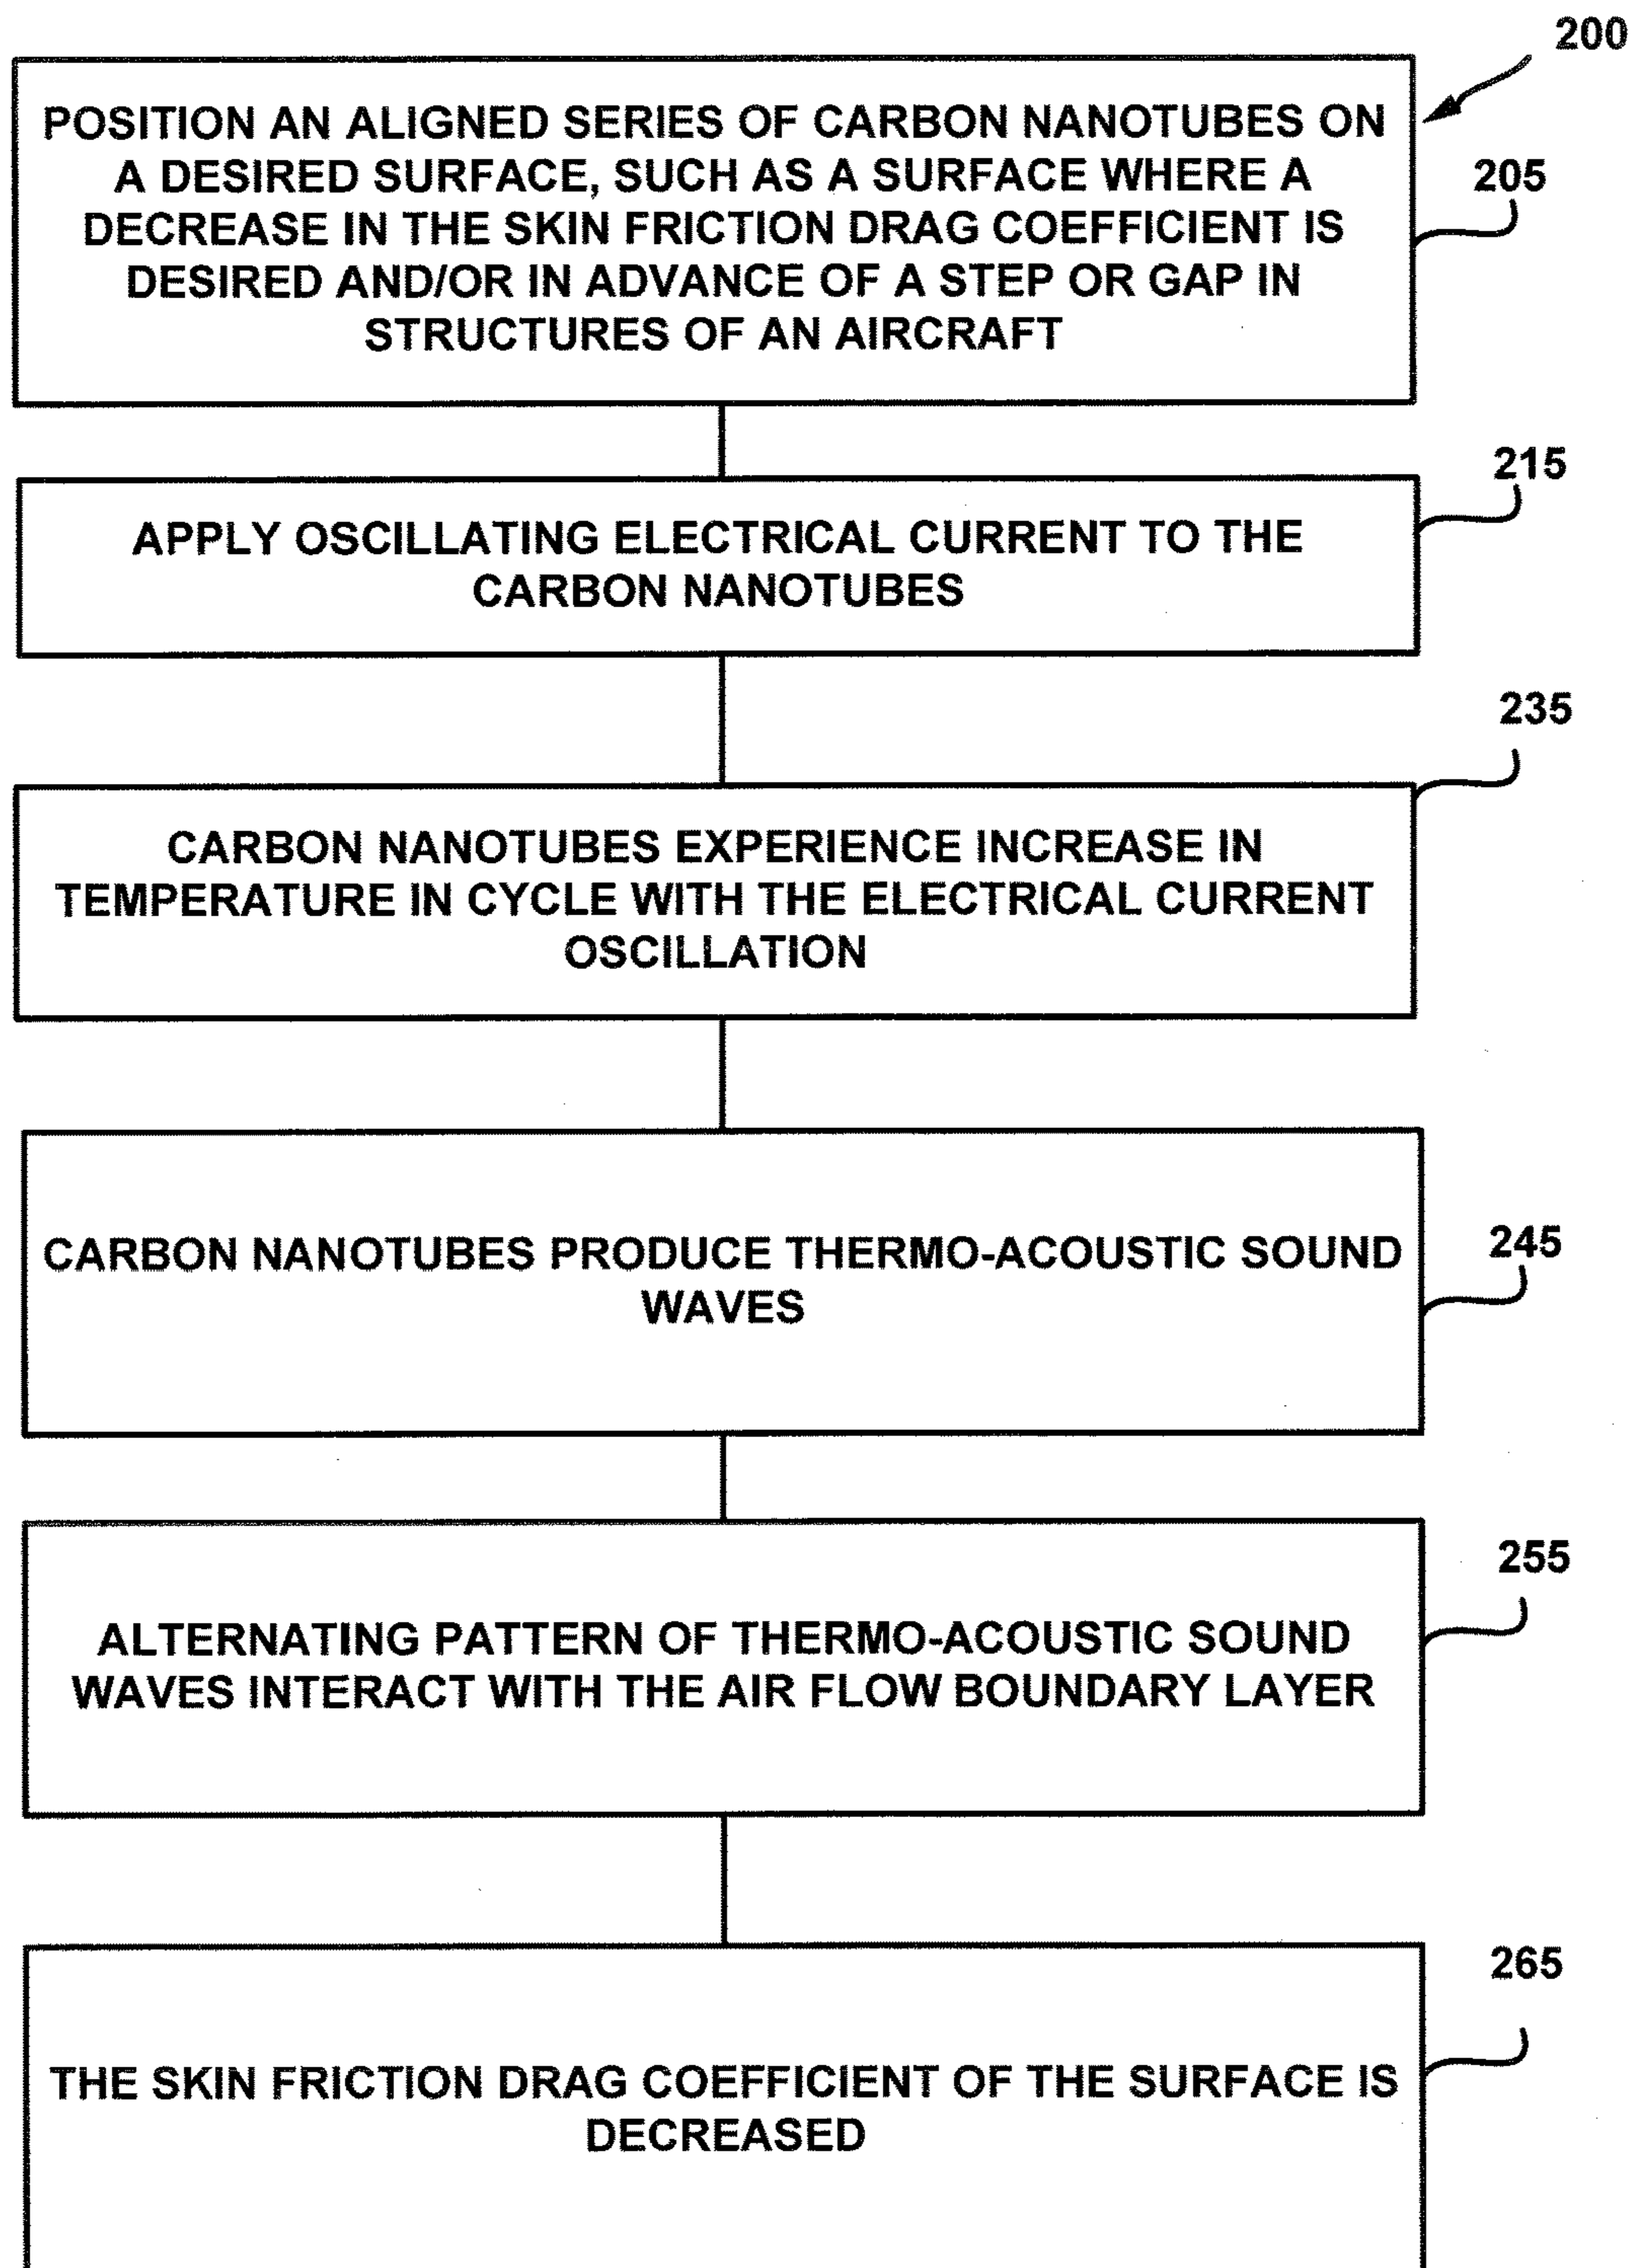 200
POSITION AN ALIGNED SERIES OF CARBON NANOTUBES ON
A DESIRED SURFACE, SUCH AS A SURFACE WHERE A
DECREASE IN THE SKIN FRICTION DRAG COEFFICIENT IS
DESIRED AND/OR IN ADVANCE OF A STEP OR GAP IN
STRUCTURES OF AN AIRCRAFT
205
APPLY OSCILLATING ELECTRICAL CURRENT TO THE
CARBON NANOTUBES
215
CARBON NANOTUBES EXPERIENCE INCREASE IN
TEMPERATURE IN CYCLE WITH THE ELECTRICAL CURRENT
OSCILLATION
235
CARBON NANOTUBES PRODUCE THERMO-ACOUSTIC SOUND
WAVES
245
ALTERNATING PATTERN OF THERMO-ACOUSTIC SOUND
WAVES INTERACT WITH THE AIR FLOW BOUNDARY LAYER
255
THE SKIN FRICTION DRAG COEFFICIENT OF THE SURFACE IS
DECREASED
265